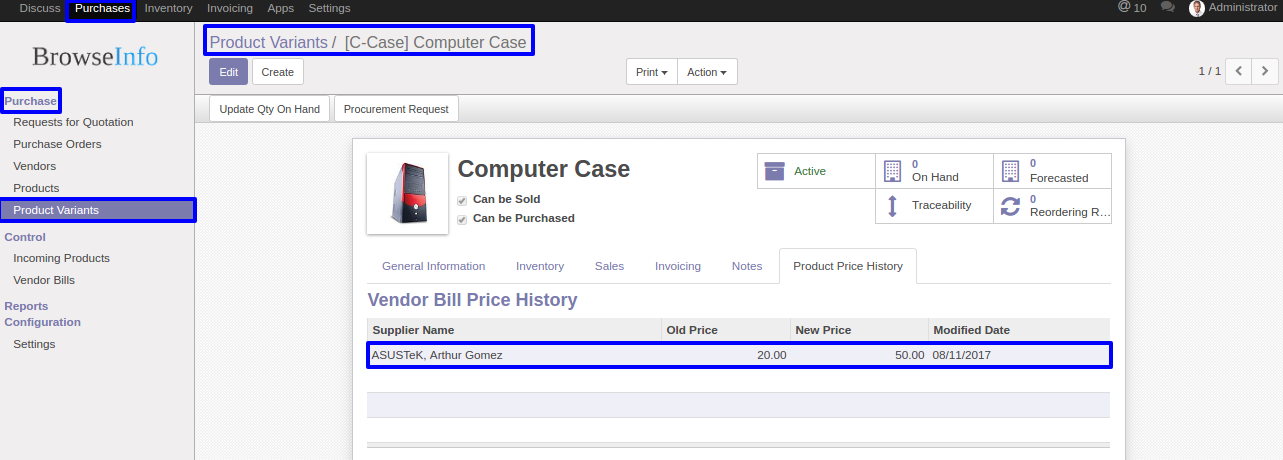 Discuss Purchases Inventory Invoicing Apps Settings @ 10 Administrator
BrowseInfo
Purchase
Requests for Quotation
Purchase Orders
Vendors
Products
Product Variants
Control
Incoming Products
Vendor Bills
Reports
Configuration
Settings
Product Variants / [C-Case] Computer Case
Edit Create Print Action 1 / 1
Update Qty On Hand Procurement Request
Computer Case
Can be Sold
Can be Purchased
Active
0
On Hand
0
Forecasted
Traceability
0
Reordering R...
General Information Inventory Sales Invoicing Notes Product Price History
Vendor Bill Price History
Supplier Name Old Price New Price Modified Date
ASUSTeK, Arthur Gomez 20.00 50.00 08/11/2017